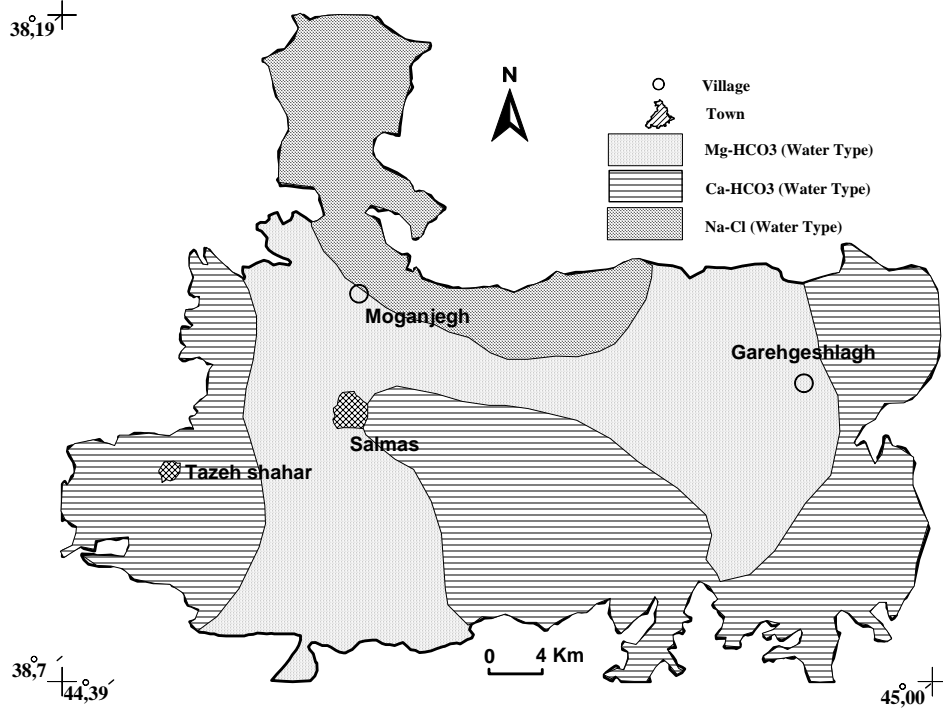 38°,19′
N
Village
Town
Mg-HCO3 (Water Type)
Ca-HCO3 (Water Type)
Na-Cl (Water Type)
Moganjegh
Garehgeshlagh
Salmas
Tazeh shahar
0 4 Km
38°,7′
44°,39′
45°,00′